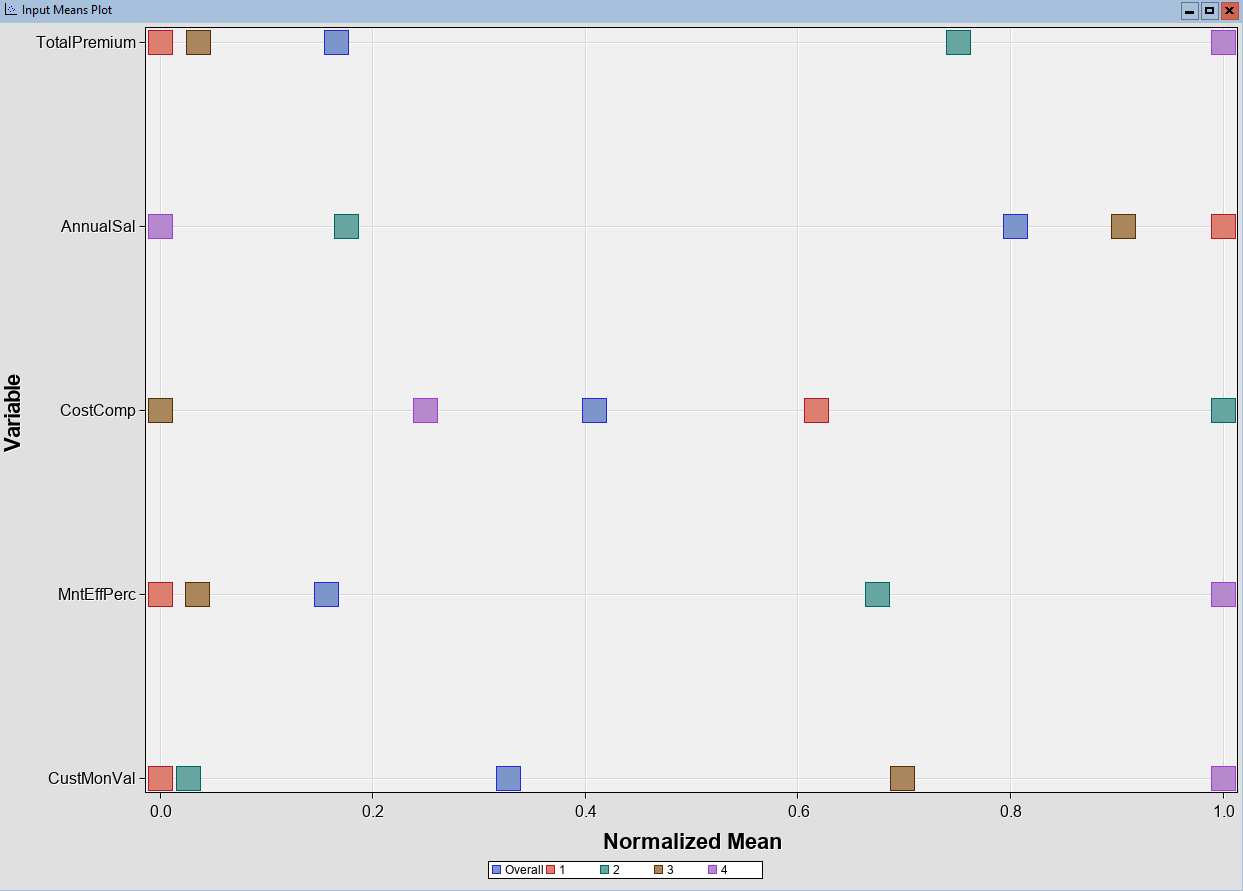 Input Means Plot
TotalPremium
AnnualSal
CostComp
MntEffPerc
CustMonVal
Variable
0.0 0.2 0.4 0.6 0.8 1.0
Normalized Mean
Overall 1 2 3 4